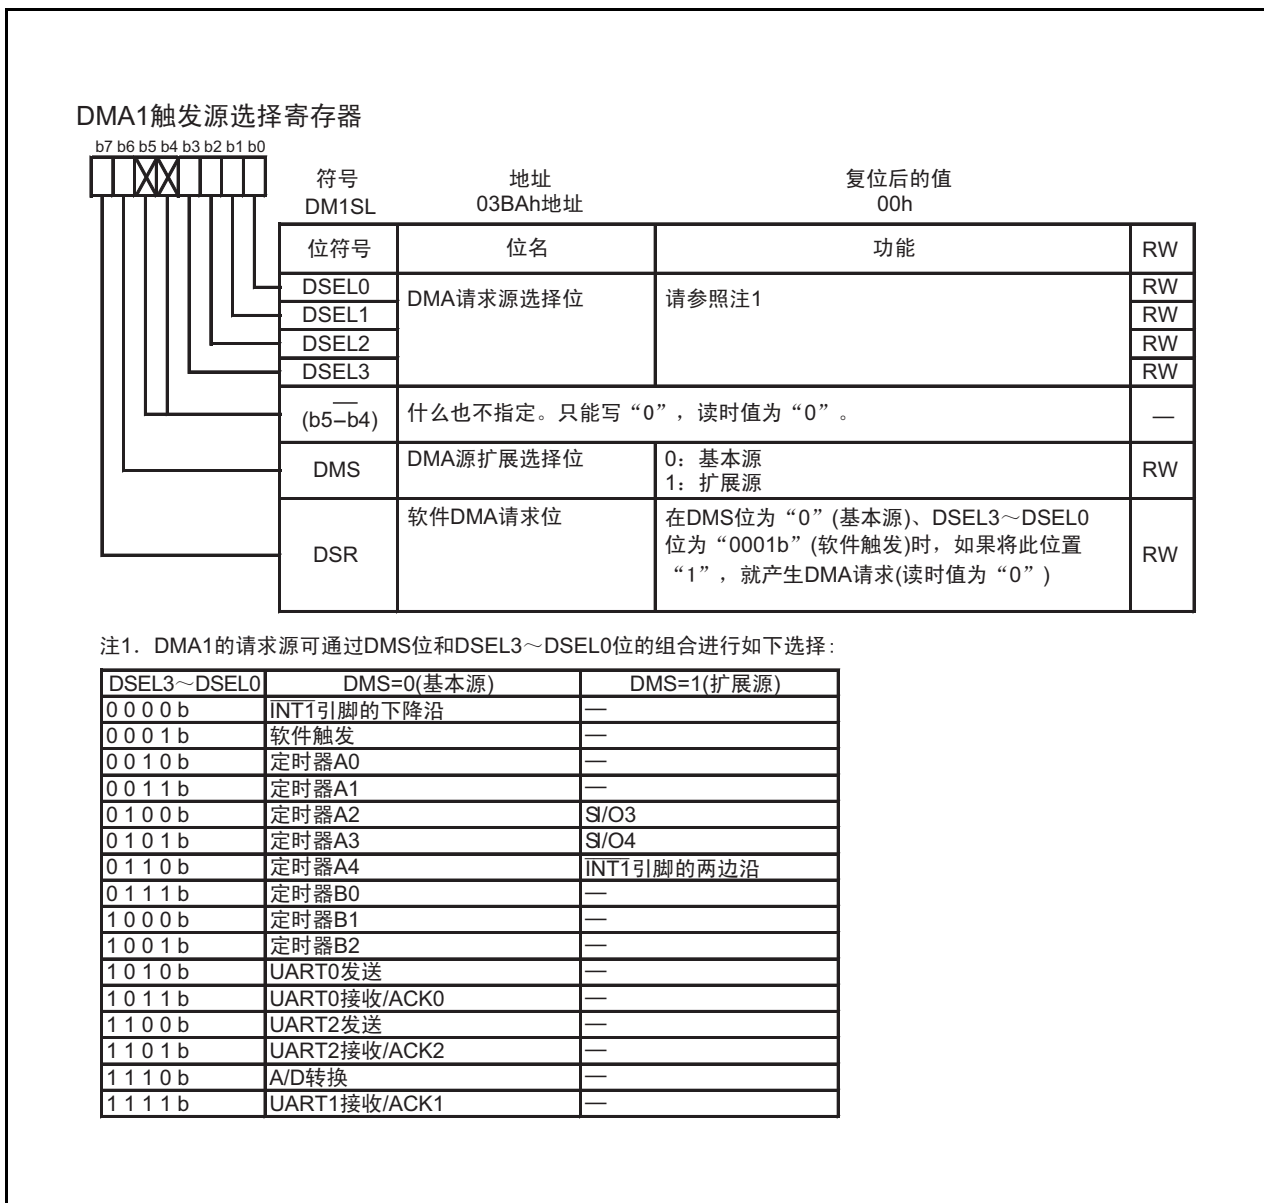 DMA1触发源选择寄存器
b7 b6 b5 b4 b3 b2 b1 b0
符号 地址 复位后的值
DM1SL 03BAh地址 00h
位符号 位名 功能 RW
DSEL0 DMA请求源选择位 请参照注1 RW
DSEL1 RW
DSEL2 RW
DSEL3 RW
— (b5–b4) 什么也不指定。只能写“0”，读时值为“0”。 —
DMS DMA源扩展选择位 0：基本源 RW
1：扩展源
DSR 软件DMA请求位 在DMS位为“0”(基本源)、DSEL3～DSEL0 RW
位为“0001b”(软件触发)时，如果将此位置
“1”，就产生DMA请求(读时值为“0”)
注1．DMA1的请求源可通过DMS位和DSEL3～DSEL0位的组合进行如下选择：
DSEL3～DSEL0 DMS=0(基本源) DMS=1(扩展源)
0 0 0 0 b INT1引脚的下降沿 —
0 0 0 1 b 软件触发 —
0 0 1 0 b 定时器A0 —
0 0 1 1 b 定时器A1 —
0 1 0 0 b 定时器A2 SI/O3
0 1 0 1 b 定时器A3 SI/O4
0 1 1 0 b 定时器A4 INT1引脚的两边沿
0 1 1 1 b 定时器B0 —
1 0 0 0 b 定时器B1 —
1 0 0 1 b 定时器B2 —
1 0 1 0 b UART0发送 —
1 0 1 1 b UART0接收/ACK0 —
1 1 0 0 b UART2发送 —
1 1 0 1 b UART2接收/ACK2 —
1 1 1 0 b A/D转换 —
1 1 1 1 b UART1接收/ACK1 —